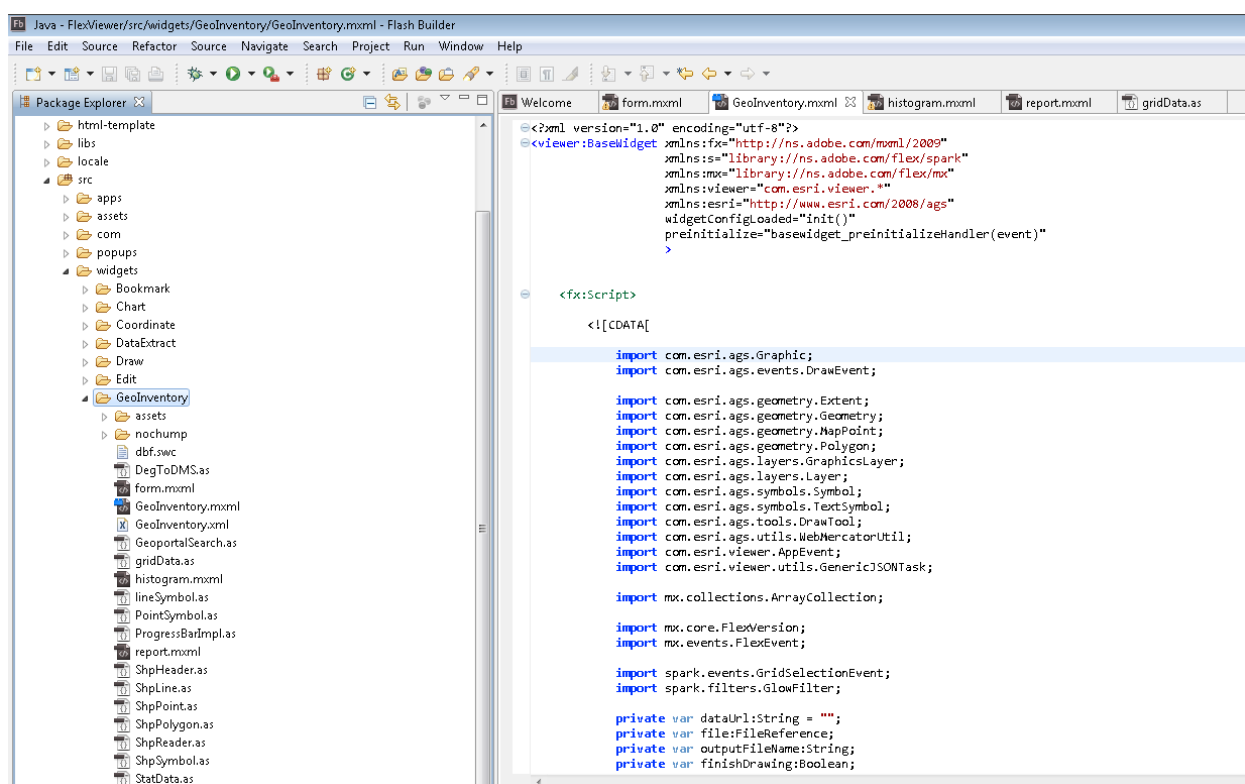 Fb Java - FlexViewer/src/widgets/GeoInventory/GeoInventory.mxml - Flash Builder
File Edit Source Refactor Source Navigate Search Project Run Window Help
Package Explorer
html-template
libs
locale
src
apps
assets
com
popups
widgets
Bookmark
Chart
Coordinate
DataExtract
Draw
Edit
GeoInventory
assets
nochump
dbf.swc
DegToDMS.as
form.mxml
GeoInventory.mxml
GeoInventory.xml
GeoportalSearch.as
gridData.as
histogram.mxml
lineSymbol.as
PointSymbol.as
ProgressBarImpl.as
report.mxml
ShpHeader.as
ShpLine.as
ShpPoint.as
ShpPolygon.as
ShpReader.as
ShpSymbol.as
StatData.as
Fb Welcome form.mxml GeoInventory.mxml histogram.mxml report.mxml gridData.as
<?xml version="1.0" encoding="utf-8"?>
<viewer:BaseWidget xmlns:fx="http://ns.adobe.com/mxml/2009"
xmlns:s="library://ns.adobe.com/flex/spark"
xmlns:mx="library://ns.adobe.com/flex/mx"
xmlns:viewer="com.esri.viewer.*"
xmlns:esri="http://www.esri.com/2008/ags"
widgetConfigLoaded="init()"
preinitialize="basewidget_preinitializeHandler(event)"
>
<fx:Script>
<![CDATA[
import com.esri.ags.Graphic;
import com.esri.ags.events.DrawEvent;
import com.esri.ags.geometry.Extent;
import com.esri.ags.geometry.Geometry;
import com.esri.ags.geometry.MapPoint;
import com.esri.ags.geometry.Polygon;
import com.esri.ags.layers.GraphicsLayer;
import com.esri.ags.layers.Layer;
import com.esri.ags.symbols.Symbol;
import com.esri.ags.symbols.TextSymbol;
import com.esri.ags.tools.DrawTool;
import com.esri.ags.utils.WebMercatorUtil;
import com.esri.viewer.AppEvent;
import com.esri.viewer.utils.GenericJSONTask;
import mx.collections.ArrayCollection;
import mx.core.FlexVersion;
import mx.events.FlexEvent;
import spark.events.GridSelectionEvent;
import spark.filters.GlowFilter;
private var dataUrl:String = "";
private var file:FileReference;
private var outputFileName:String;
private var finishDrawing:Boolean;